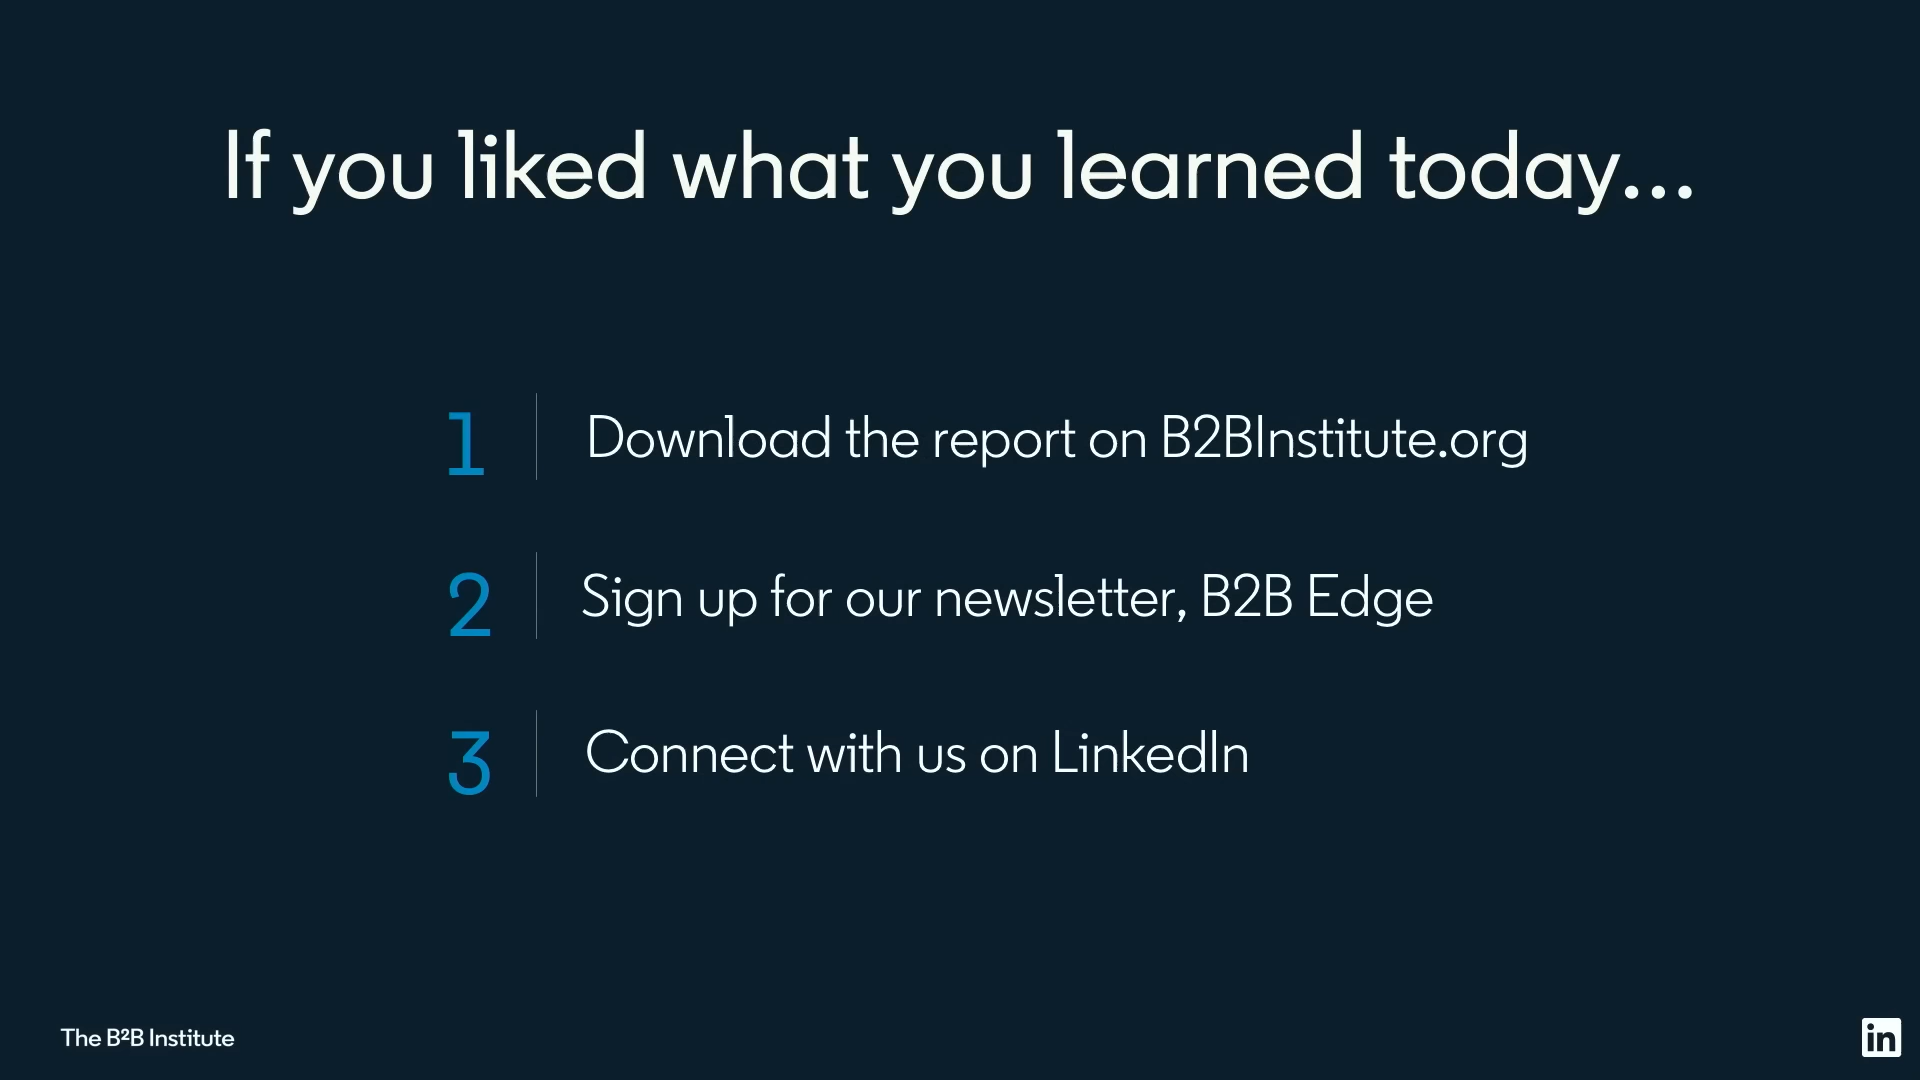 If you liked what you learned today...
1 Download the report on B2BInstitute.org
2 Sign up for our newsletter, B2B Edge
3 Connect with us on LinkedIn
The B²B Institute
in